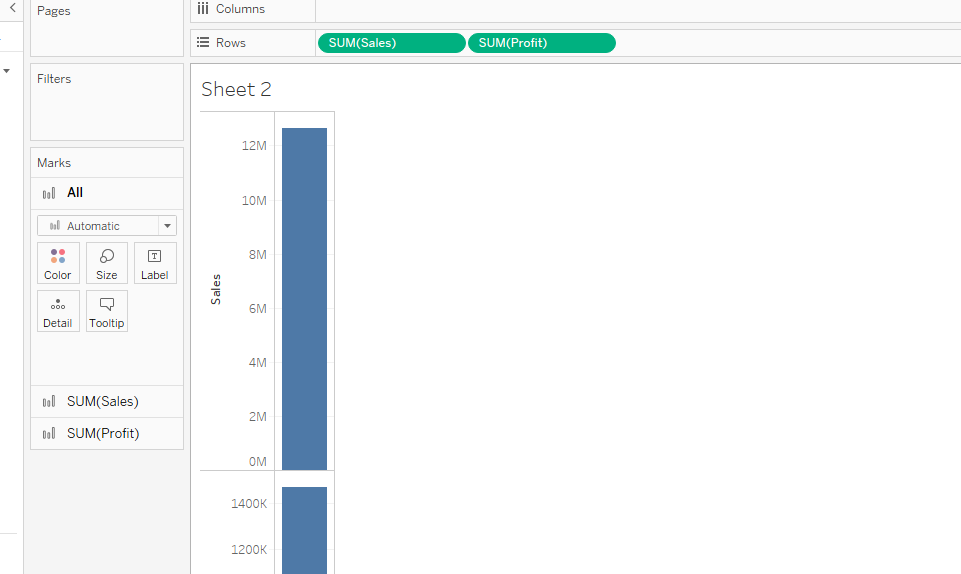 Pages
Columns
Rows
SUM(Sales)
SUM(Profit)
Filters
Marks
All
Automatic
Color
Size
Label
Detail
Tooltip
SUM(Sales)
SUM(Profit)
Sheet 2
12M
10M
8M
6M
4M
2M
0M
Sales
1400K
1200K